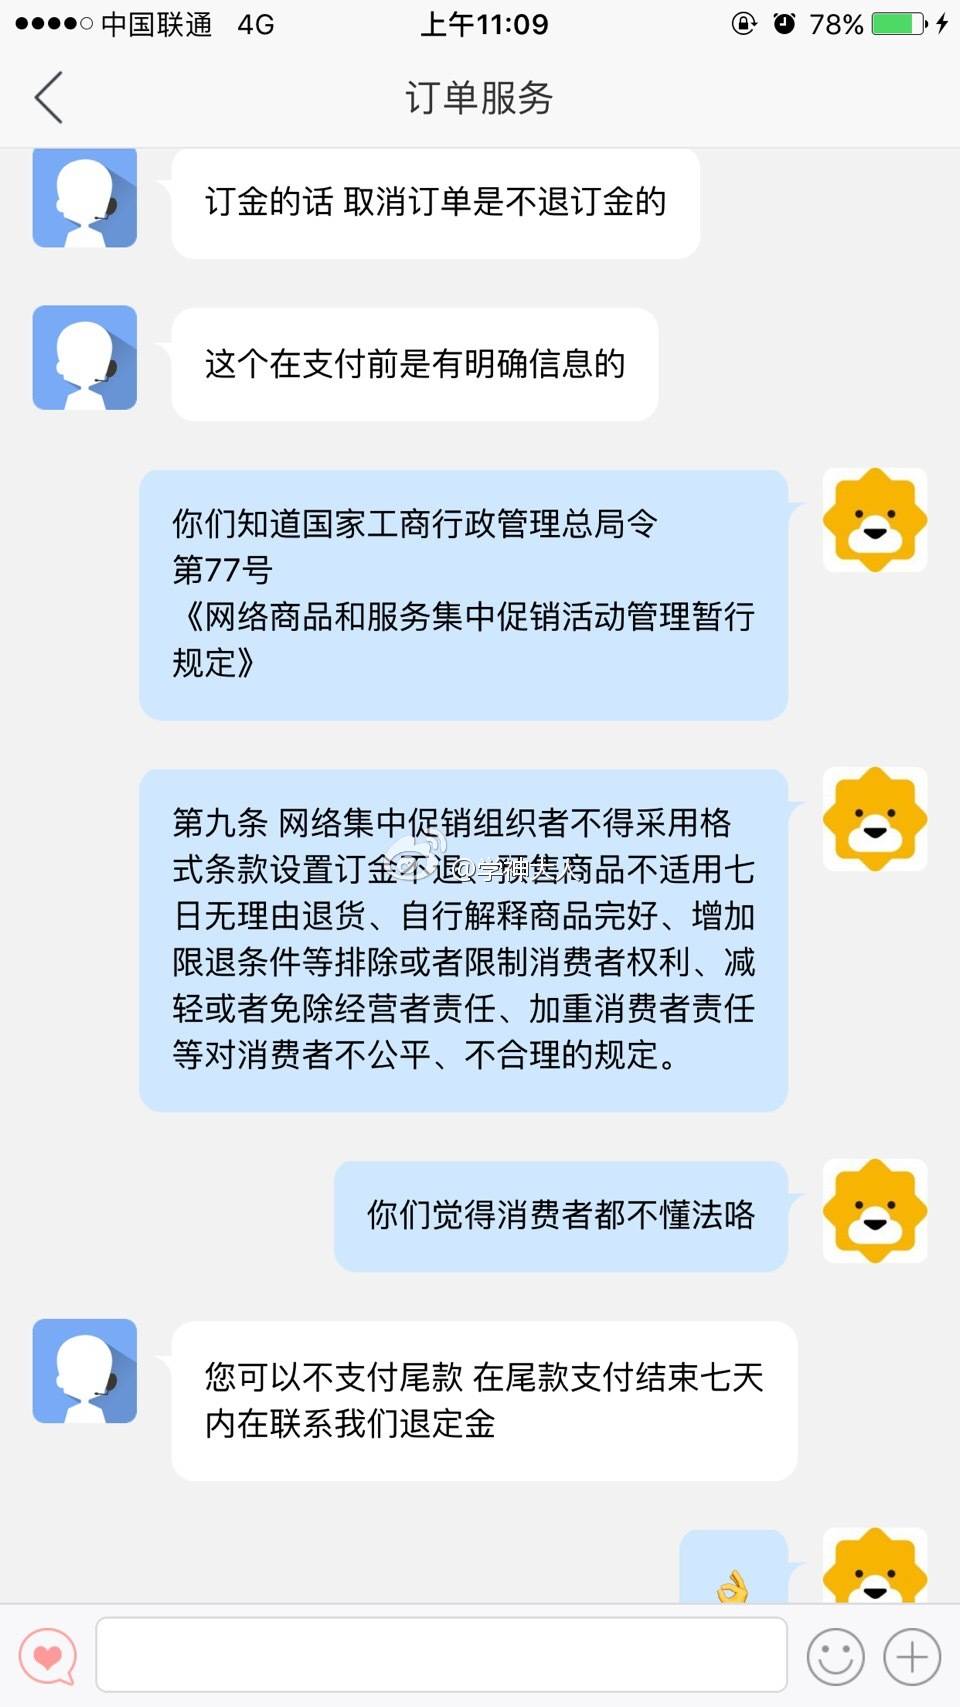 中国联通 4G 上午11:09 78%
订单服务
订金的话 取消订单是不退订金的
这个在支付前是有明确信息的
你们知道国家工商行政管理总局令
第77号
《网络商品和服务集中促销活动管理暂行
规定》
第九条 网络集中促销组织者不得采用格
式条款设置订金不退、预售商品不适用七
日无理由退货、自行解释商品完好、增加
限退条件等排除或者限制消费者权利、减
轻或者免除经营者责任、加重消费者责任
等对消费者不公平、不合理的规定。
@学神大人
你们觉得消费者都不懂法咯
您可以不支付尾款 在尾款支付结束七天
内在联系我们退定金